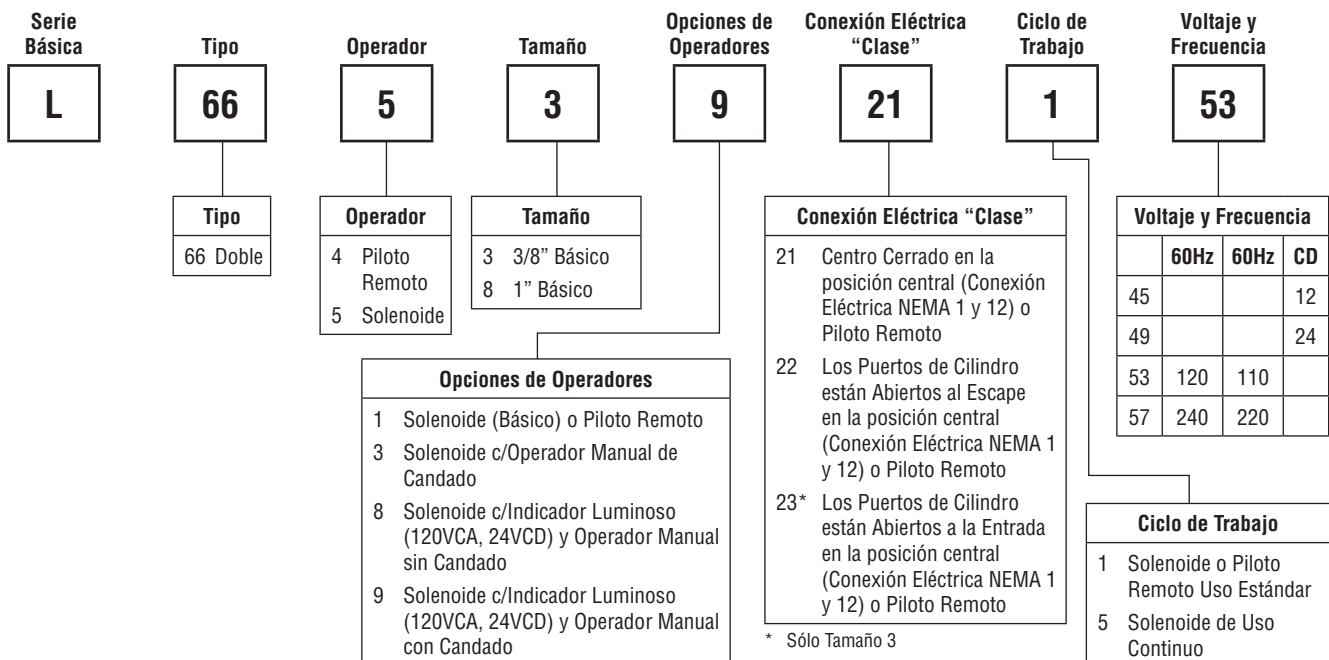 Serie Básica
Tipo
Operador
Tamaño
Opciones de Operadores
Conexión Eléctrica “Clase”
Ciclo de Trabajo
Voltaje y Frecuencia
L
66
5
3
9
21
1
53
Tipo
66 Doble
Operador
4 Piloto
Remoto
5 Solenoide
Tamaño
3 3/8” Básico
8 1” Básico
Opciones de Operadores
1 Solenoide (Básico) o Piloto Remoto
3 Solenoide c/Operador Manual de
Candado
8 Solenoide c/Indicador Luminoso
(120VCA, 24VCD) y Operador Manual
sin Candado
9 Solenoide c/Indicador Luminoso
(120VCA, 24VCD) y Operador Manual
con Candado
Conexión Eléctrica “Clase”
21 Centro Cerrado en la
posición central (Conexión
Eléctrica NEMA 1 y 12) o
Piloto Remoto
22 Los Puertos de Cilindro
están Abiertos al Escape
en la posición central
(Conexión Eléctrica NEMA 1
y 12) o Piloto Remoto
23* Los Puertos de Cilindro
están Abiertos a la Entrada
en la posición central
(Conexión Eléctrica NEMA 1
y 12) o Piloto Remoto
* Sólo Tamaño 3
Voltaje y Frecuencia
60Hz 60Hz CD
45 12
49 24
53 120 110
57 240 220
Ciclo de Trabajo
1 Solenoide o Piloto
Remoto Uso Estándar
5 Solenoide de Uso
Continuo